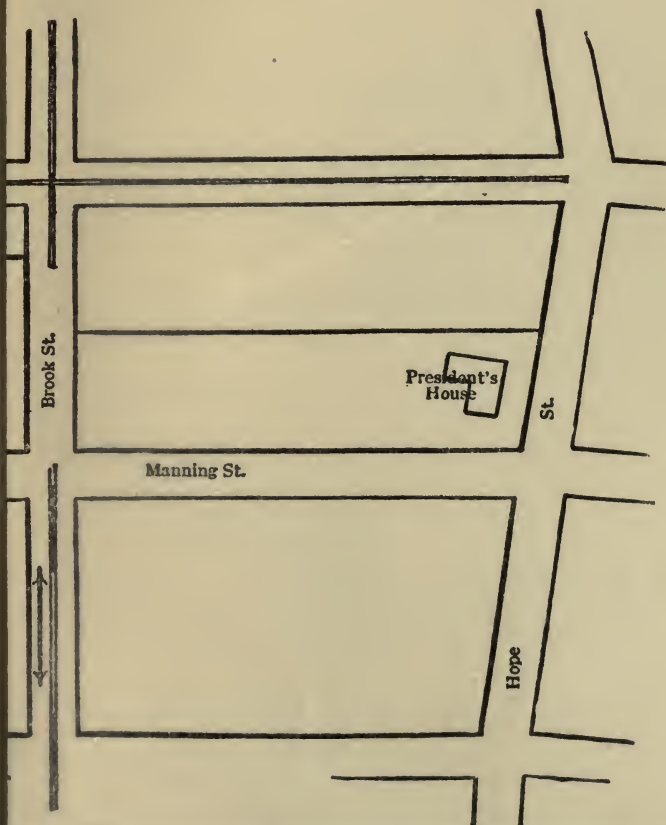 Brook St.
President's
House
St.
Manning St.
Hope